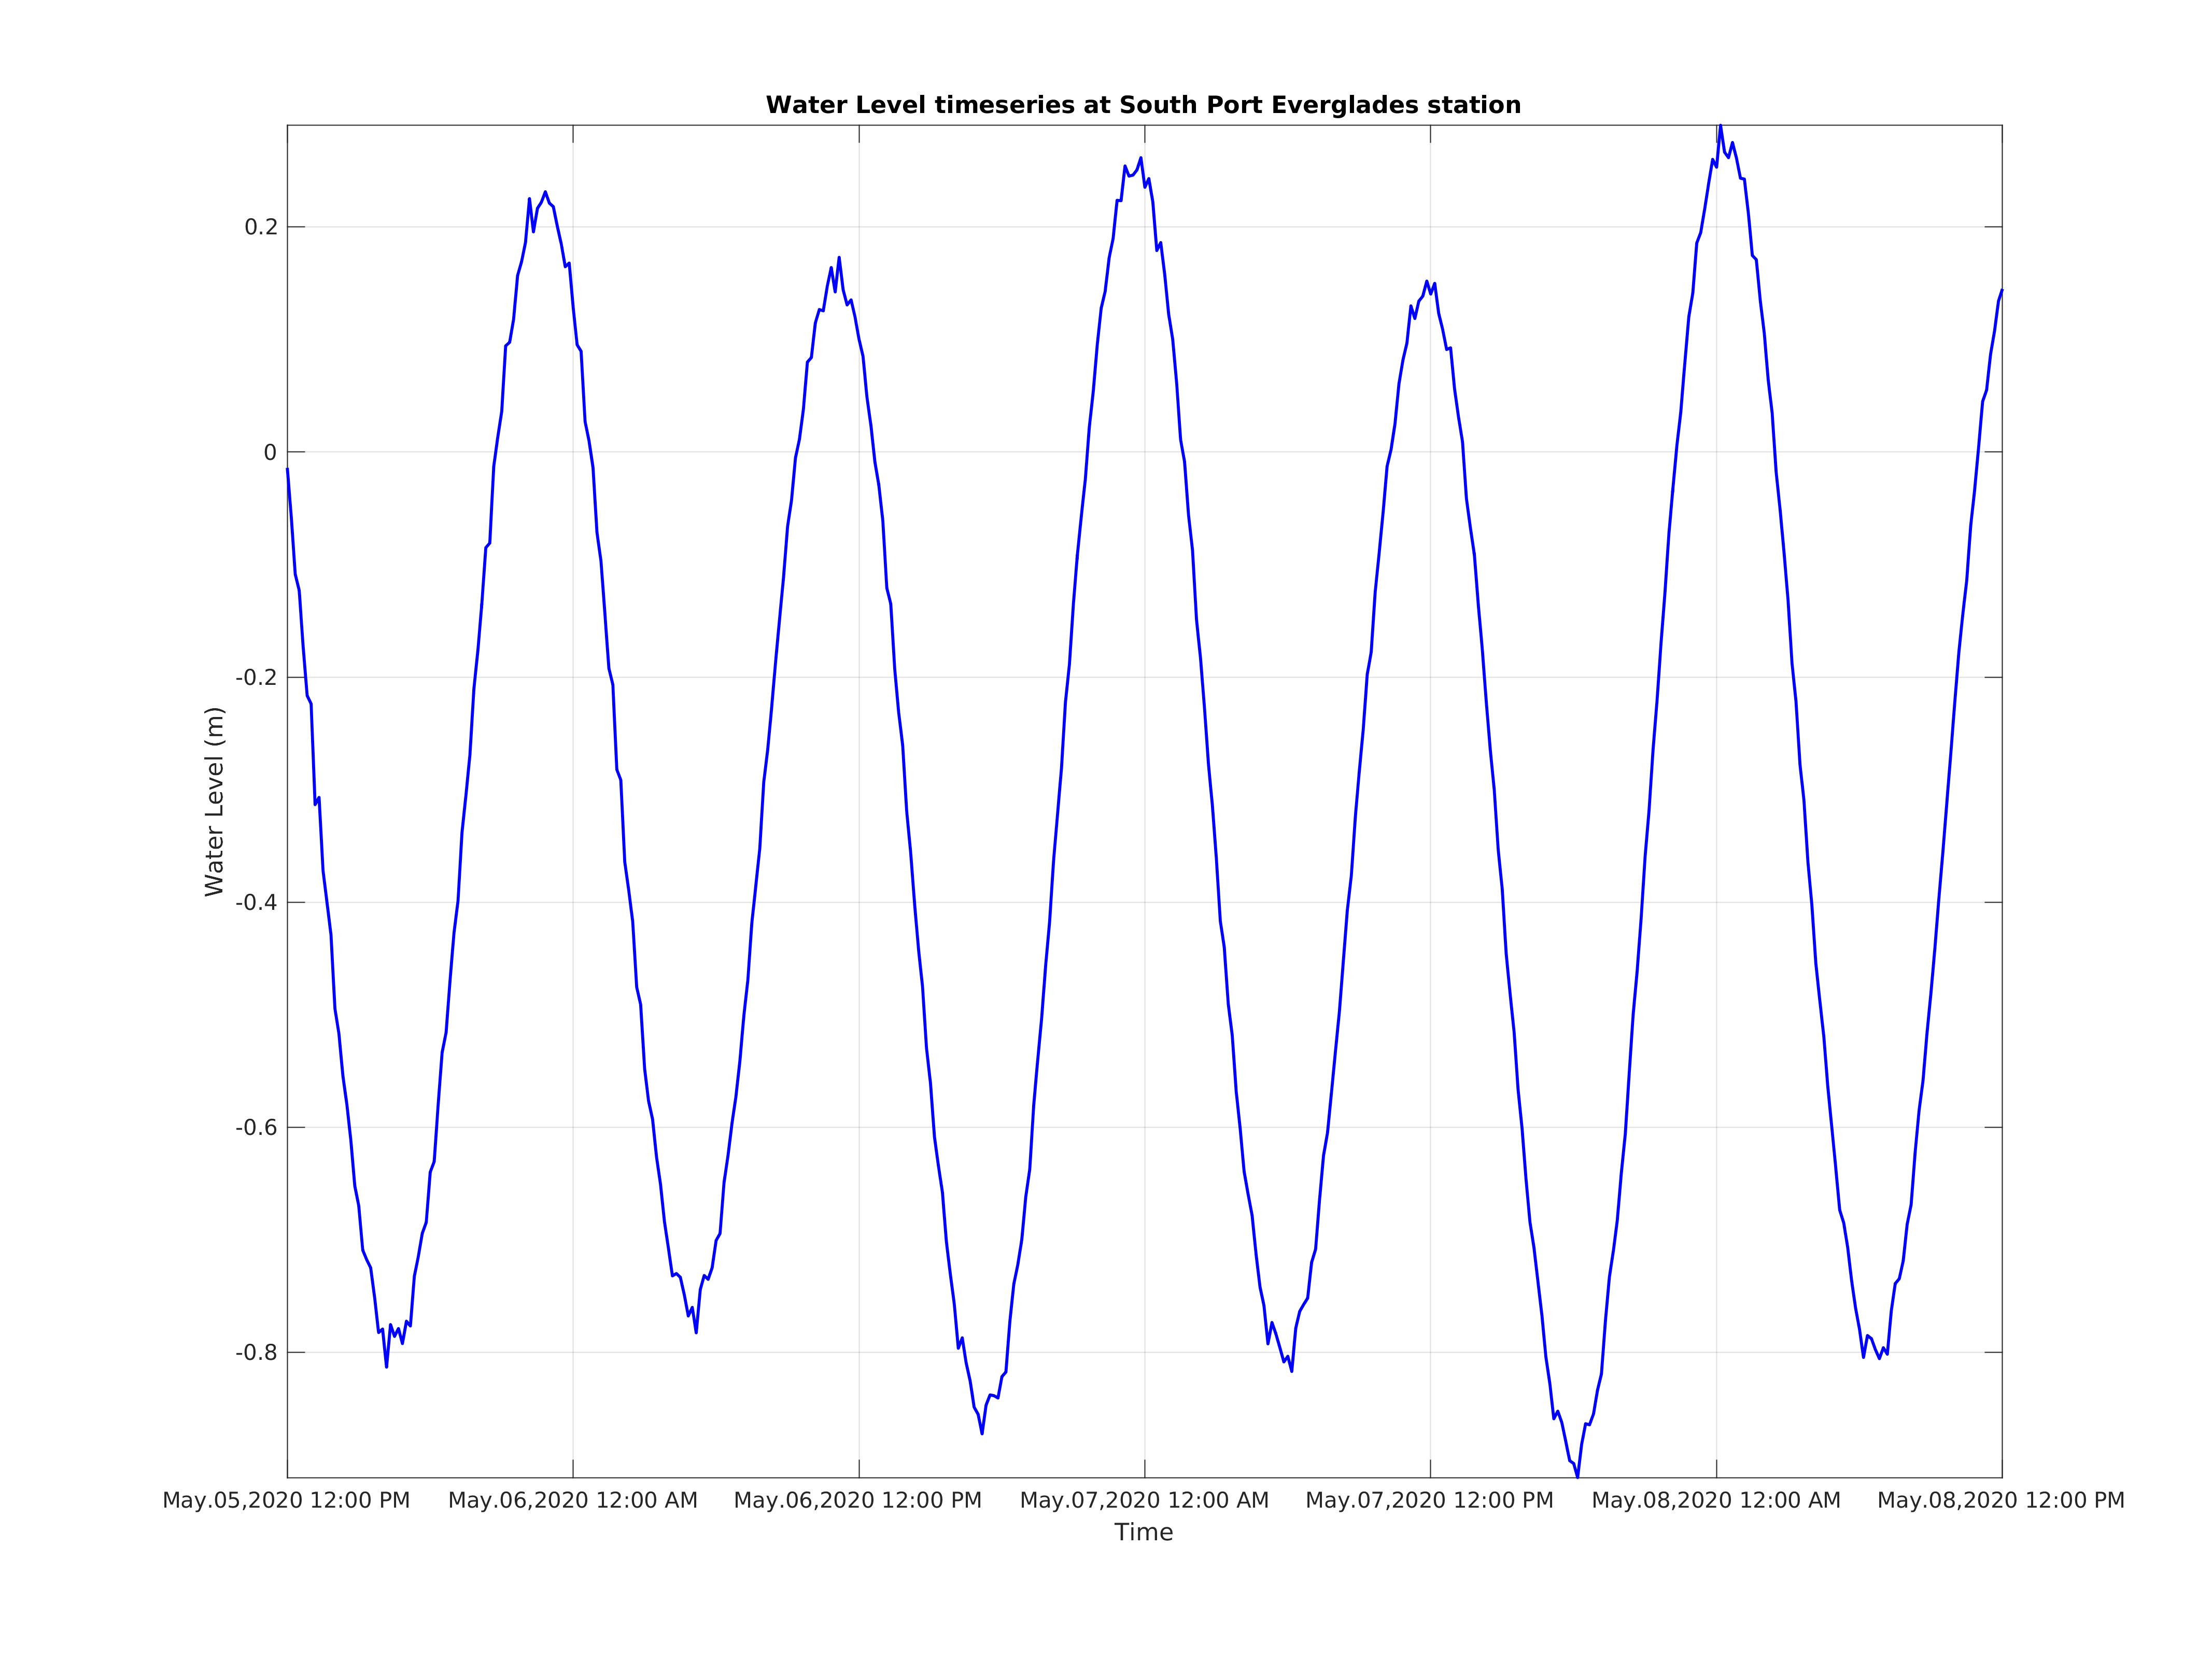 Water Level timeseries at South Port Everglades station
0.2
0
-0.2
-0.4
-0.6
-0.8
Water Level (m)
May.05,2020 12:00 PM
May.06,2020 12:00 AM
May.06,2020 12:00 PM
May.07,2020 12:00 AM
May.07,2020 12:00 PM
May.08,2020 12:00 AM
May.08,2020 12:00 PM
Time